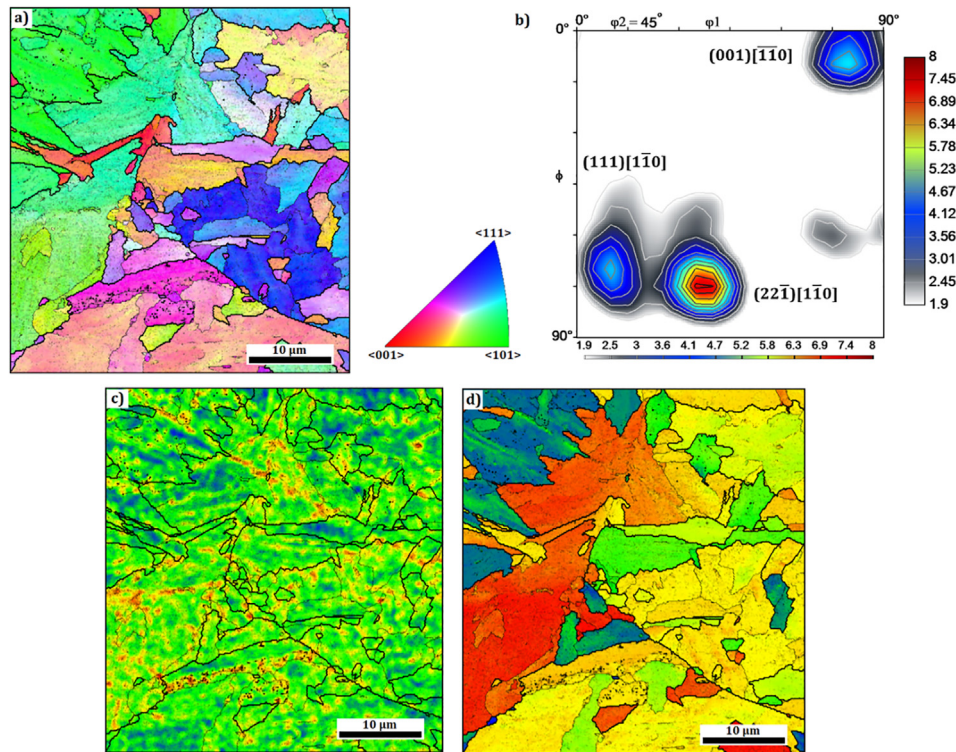 a)
10 μm
<111>
<001>
<101>
b)
φ2 = 45° φ1
0° 90°
0°
(001)[1̅1̅0]
(111)[11̅0]
ϕ
(221̅)[11̅0]
90°
8
7.45
6.89
6.34
5.78
5.23
4.67
4.12
3.56
3.01
2.45
1.9
1.9 2.5 3 3.6 4.1 4.7 5.2 5.8 6.3 6.9 7.4 8
c)
10 μm
d)
10 μm